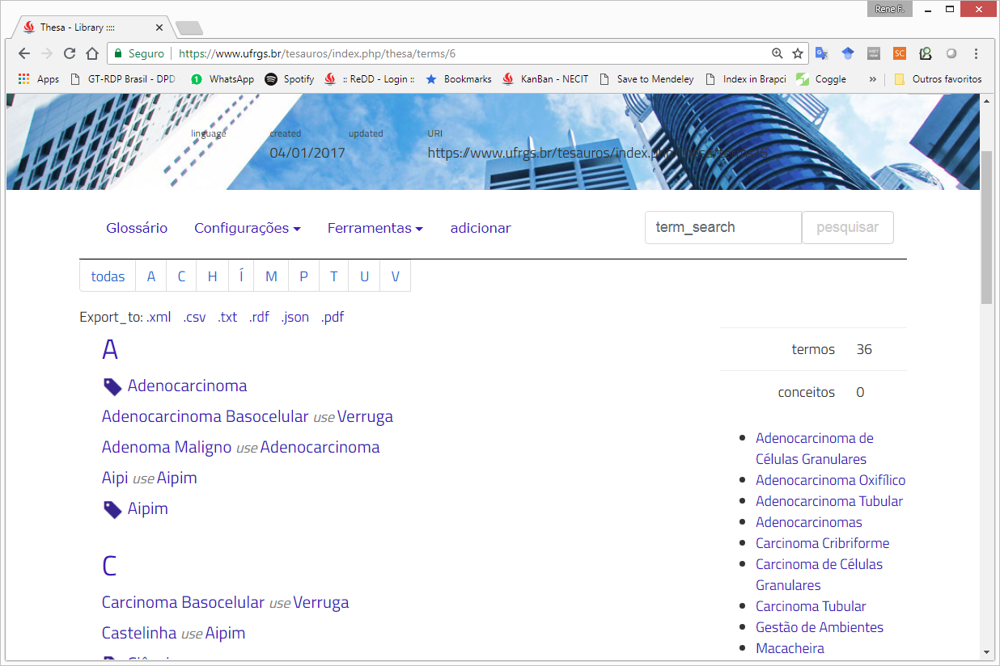 Rene F.
Thesa - Library ::::
Seguro https://www.ufrgs.br/tesauros/index.php/thesa/terms/6
Apps GT-RDP Brasil - DPD WhatsApp Spotify :: ReDD - Login :: Bookmarks KanBan - NECIT Save to Mendeley Index in Brapci Coggle » Outros favoritos
linguage created updated URI
04/01/2017 https://www.ufrgs.br/tesauros/index.php/thesa/terms/6
Glossário Configurações Ferramentas adicionar term_search pesquisar
todas A C H Í M P T U V
Export_to: .xml .csv .txt .rdf .json .pdf
A
Adenocarcinoma
Adenocarcinoma Basocelular use Verruga
Adenoma Maligno use Adenocarcinoma
Aipi use Aipim
Aipim
C
Carcinoma Basocelular use Verruga
Castelinha use Aipim
termos 36
conceitos 0
Adenocarcinoma de
Células Granulares
Adenocarcinoma Oxifílico
Adenocarcinoma Tubular
Adenocarcinomas
Carcinoma Cribriforme
Carcinoma de Células
Granulares
Carcinoma Tubular
Gestão de Ambientes
Macacheira